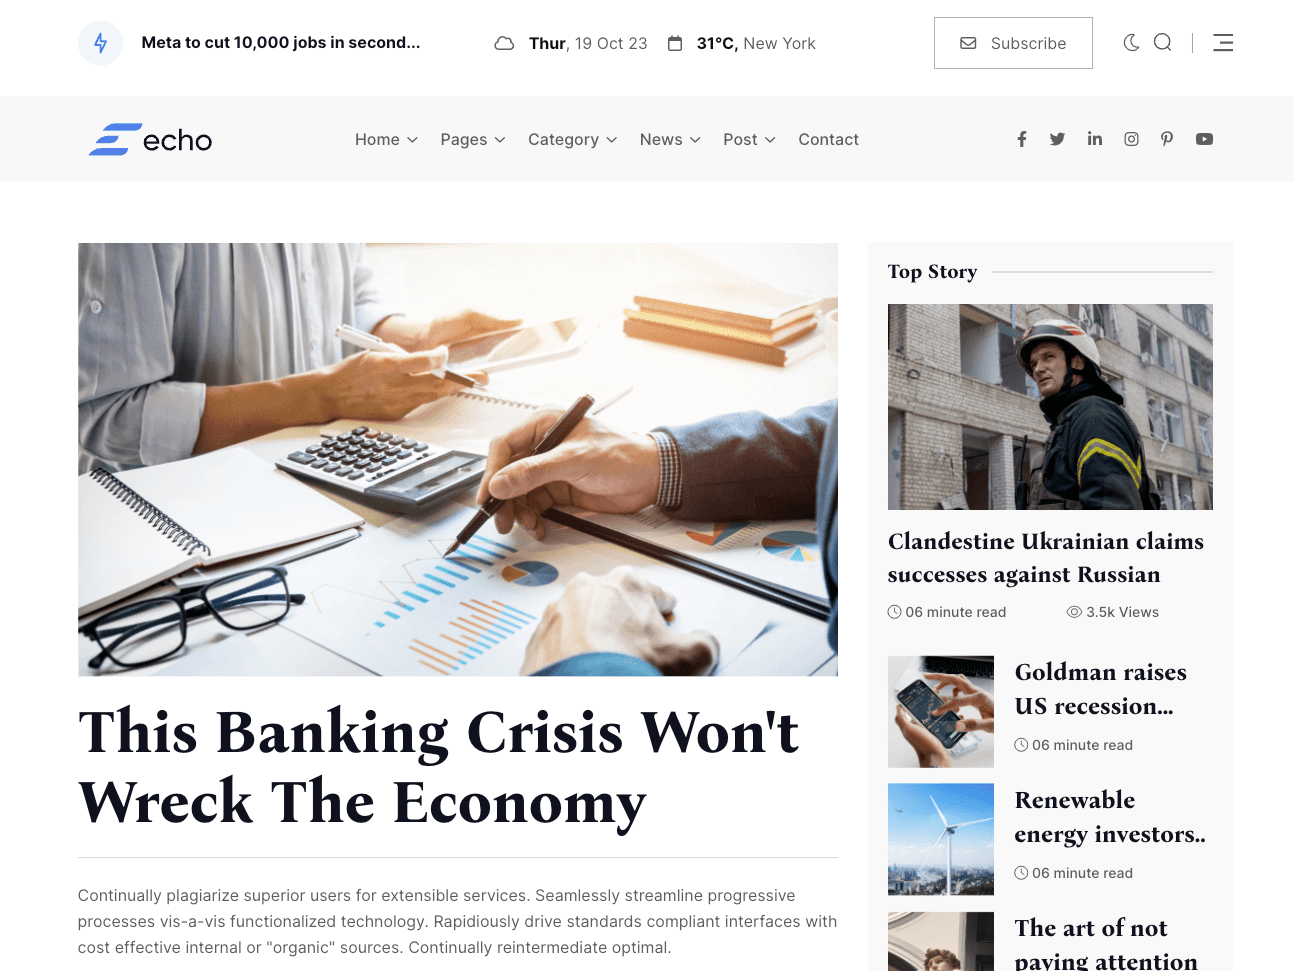 Meta to cut 10,000 jobs in second...
Thur, 19 Oct 23
31°C, New York
Subscribe
echo
Home
Pages
Category
News
Post
Contact
Top Story
Clandestine Ukrainian claims
successes against Russian
06 minute read
3.5k Views
Goldman raises
US recession...
06 minute read
Renewable
energy investors..
06 minute read
The art of not
paying attention
This Banking Crisis Won't
Wreck The Economy
Continually plagiarize superior users for extensible services. Seamlessly streamline progressive
processes vis-a-vis functionalized technology. Rapidiously drive standards compliant interfaces with
cost effective internal or "organic" sources. Continually reintermediate optimal.